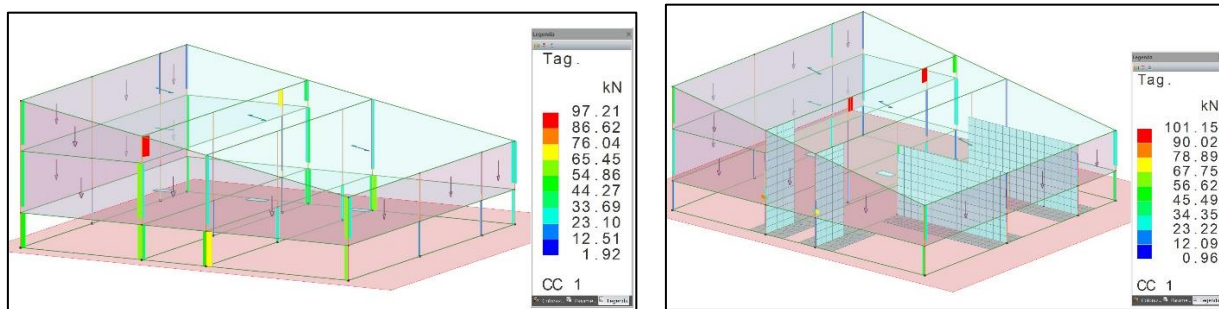 Legenda
Tag.
kN
97.21
86.62
76.04
65.45
54.86
44.27
33.69
23.10
12.51
1.92
CC 1
Legenda
Legenda
Tag.
kN
101.15
90.02
78.89
67.75
56.62
45.49
34.35
23.22
12.09
0.96
CC 1
Legenda